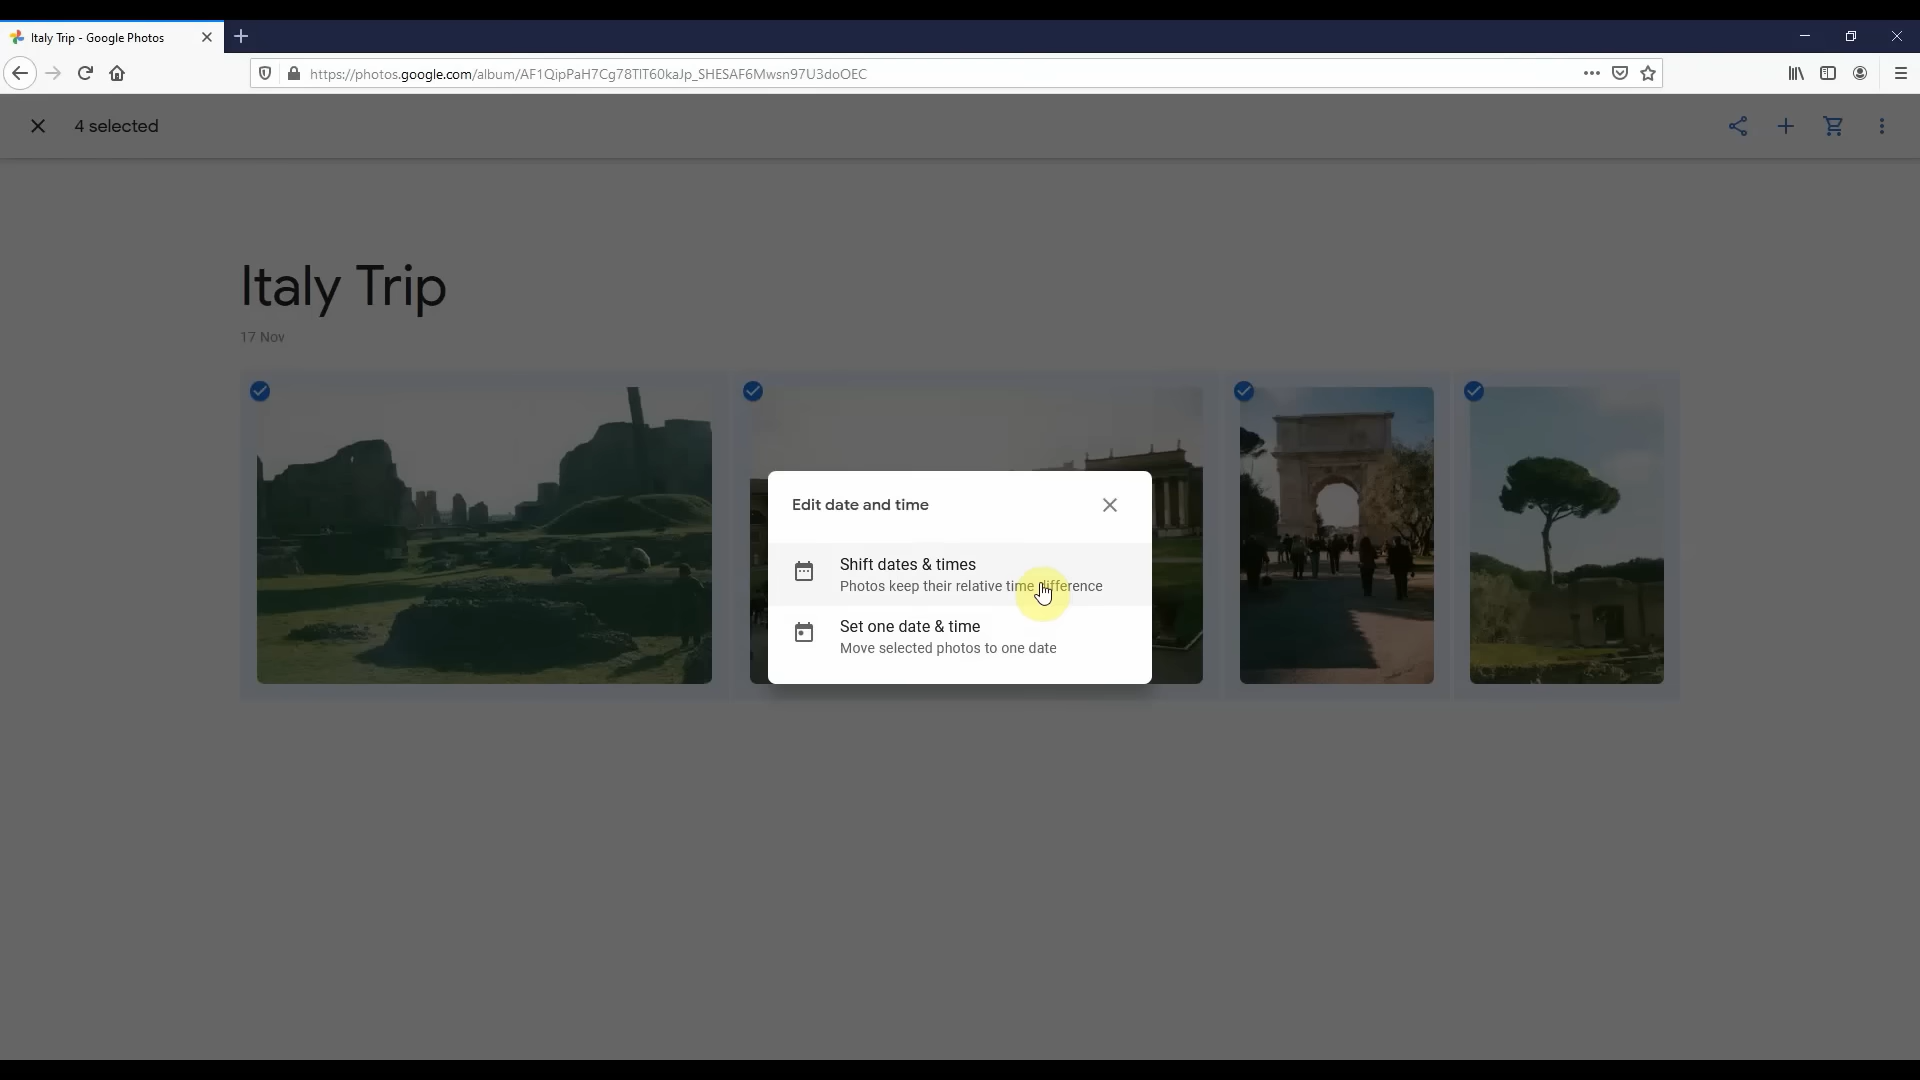 Italy Trip - Google Photos
https://photos.google.com/album/AF1QipPaH7Cg78TlT60kaJp_SHESAF6Mwsn97U3doOEC
4 selected
Italy Trip
17 Nov
Edit date and time
Shift dates & times
Photos keep their relative time difference
Set one date & time
Move selected photos to one date